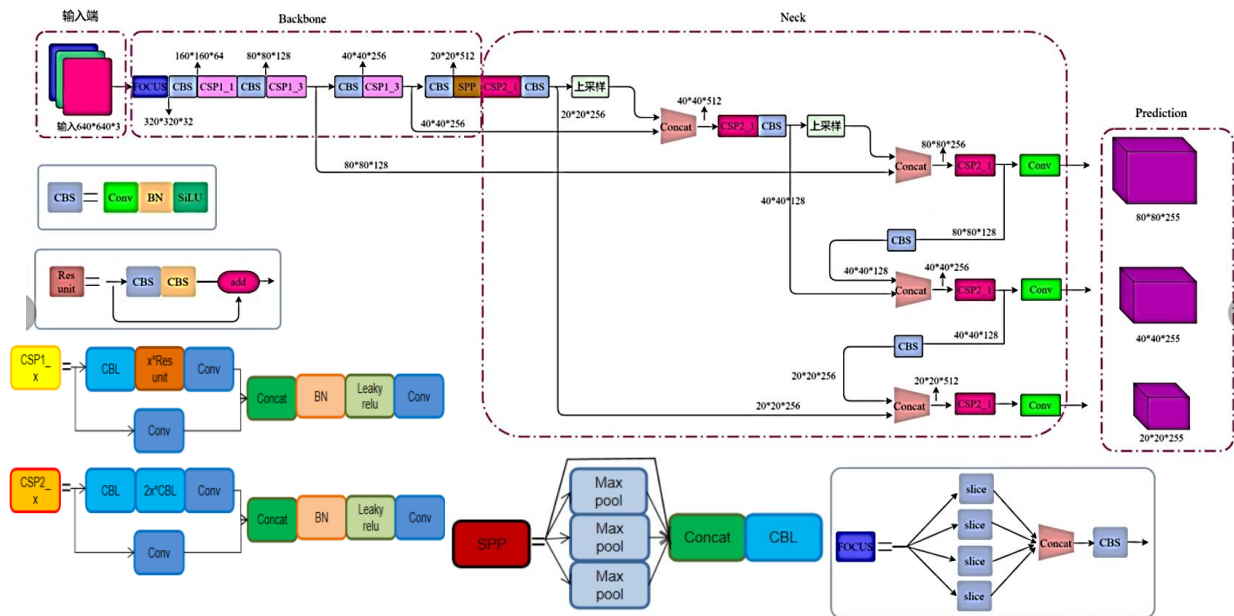 输入端
Backbone
Neck
160*160*64
80*80*128
40*40*256
20*20*512
FOCUS
CBS
CSP1_1
CBS
CSP1_3
CBS
CSP1_3
CBS
SPP
CSP2_1
CBS
上采样
输入640*640*3
320*320*32
40*40*256
20*20*256
Concat
40*40*512
CSP2_1
CBS
上采样
Prediction
80*80*128
Concat
80*80*256
CSP2_1
Conv
80*80*255
40*40*128
CBS
80*80*128
40*40*128
Concat
40*40*256
CSP2_1
Conv
40*40*255
CBS
40*40*128
20*20*256
20*20*256
Concat
20*20*512
CSP2_1
Conv
20*20*255
CBS
Conv
BN
SiLU
Res
unit
CBS
CBS
add
CSP1_
x
CBL
x*Res
unit
Conv
Conv
Concat
BN
Leaky
relu
Conv
CSP2_
x
CBL
2x*CBL
Conv
Conv
Concat
BN
Leaky
relu
Conv
SPP
Max
pool
Max
pool
Max
pool
Concat
CBL
FOCUS
slice
slice
slice
slice
Concat
CBS